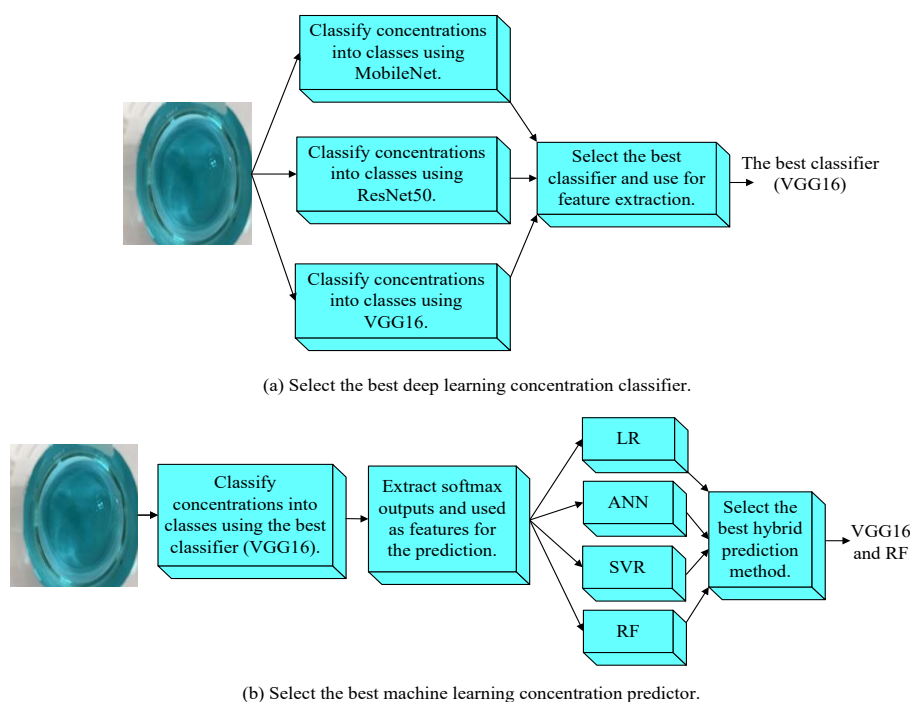 Classify concentrations
into classes using
MobileNet.
Classify concentrations
into classes using
ResNet50.
Classify concentrations
into classes using
VGG16.
Select the best
classifier and use for
feature extraction.
The best classifier
(VGG16)
(a) Select the best deep learning concentration classifier.
Classify
concentrations into
classes using the best
classifier (VGG16).
Extract softmax
outputs and used
as features for
the prediction.
LR
ANN
SVR
RF
Select the
best hybrid
prediction
method.
VGG16
and RF
(b) Select the best machine learning concentration predictor.